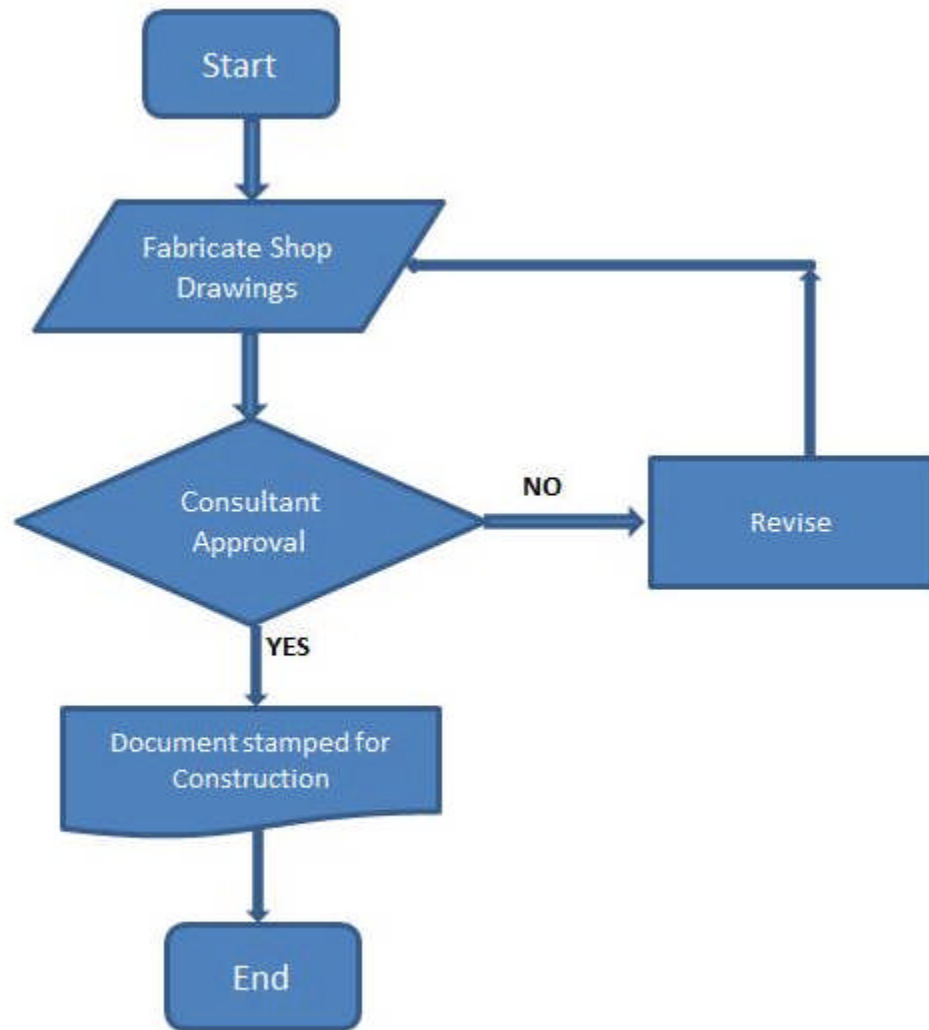 Start
Fabricate Shop
Drawings
Consultant
Approval
NO
Revise
YES
Document stamped for
Construction
End